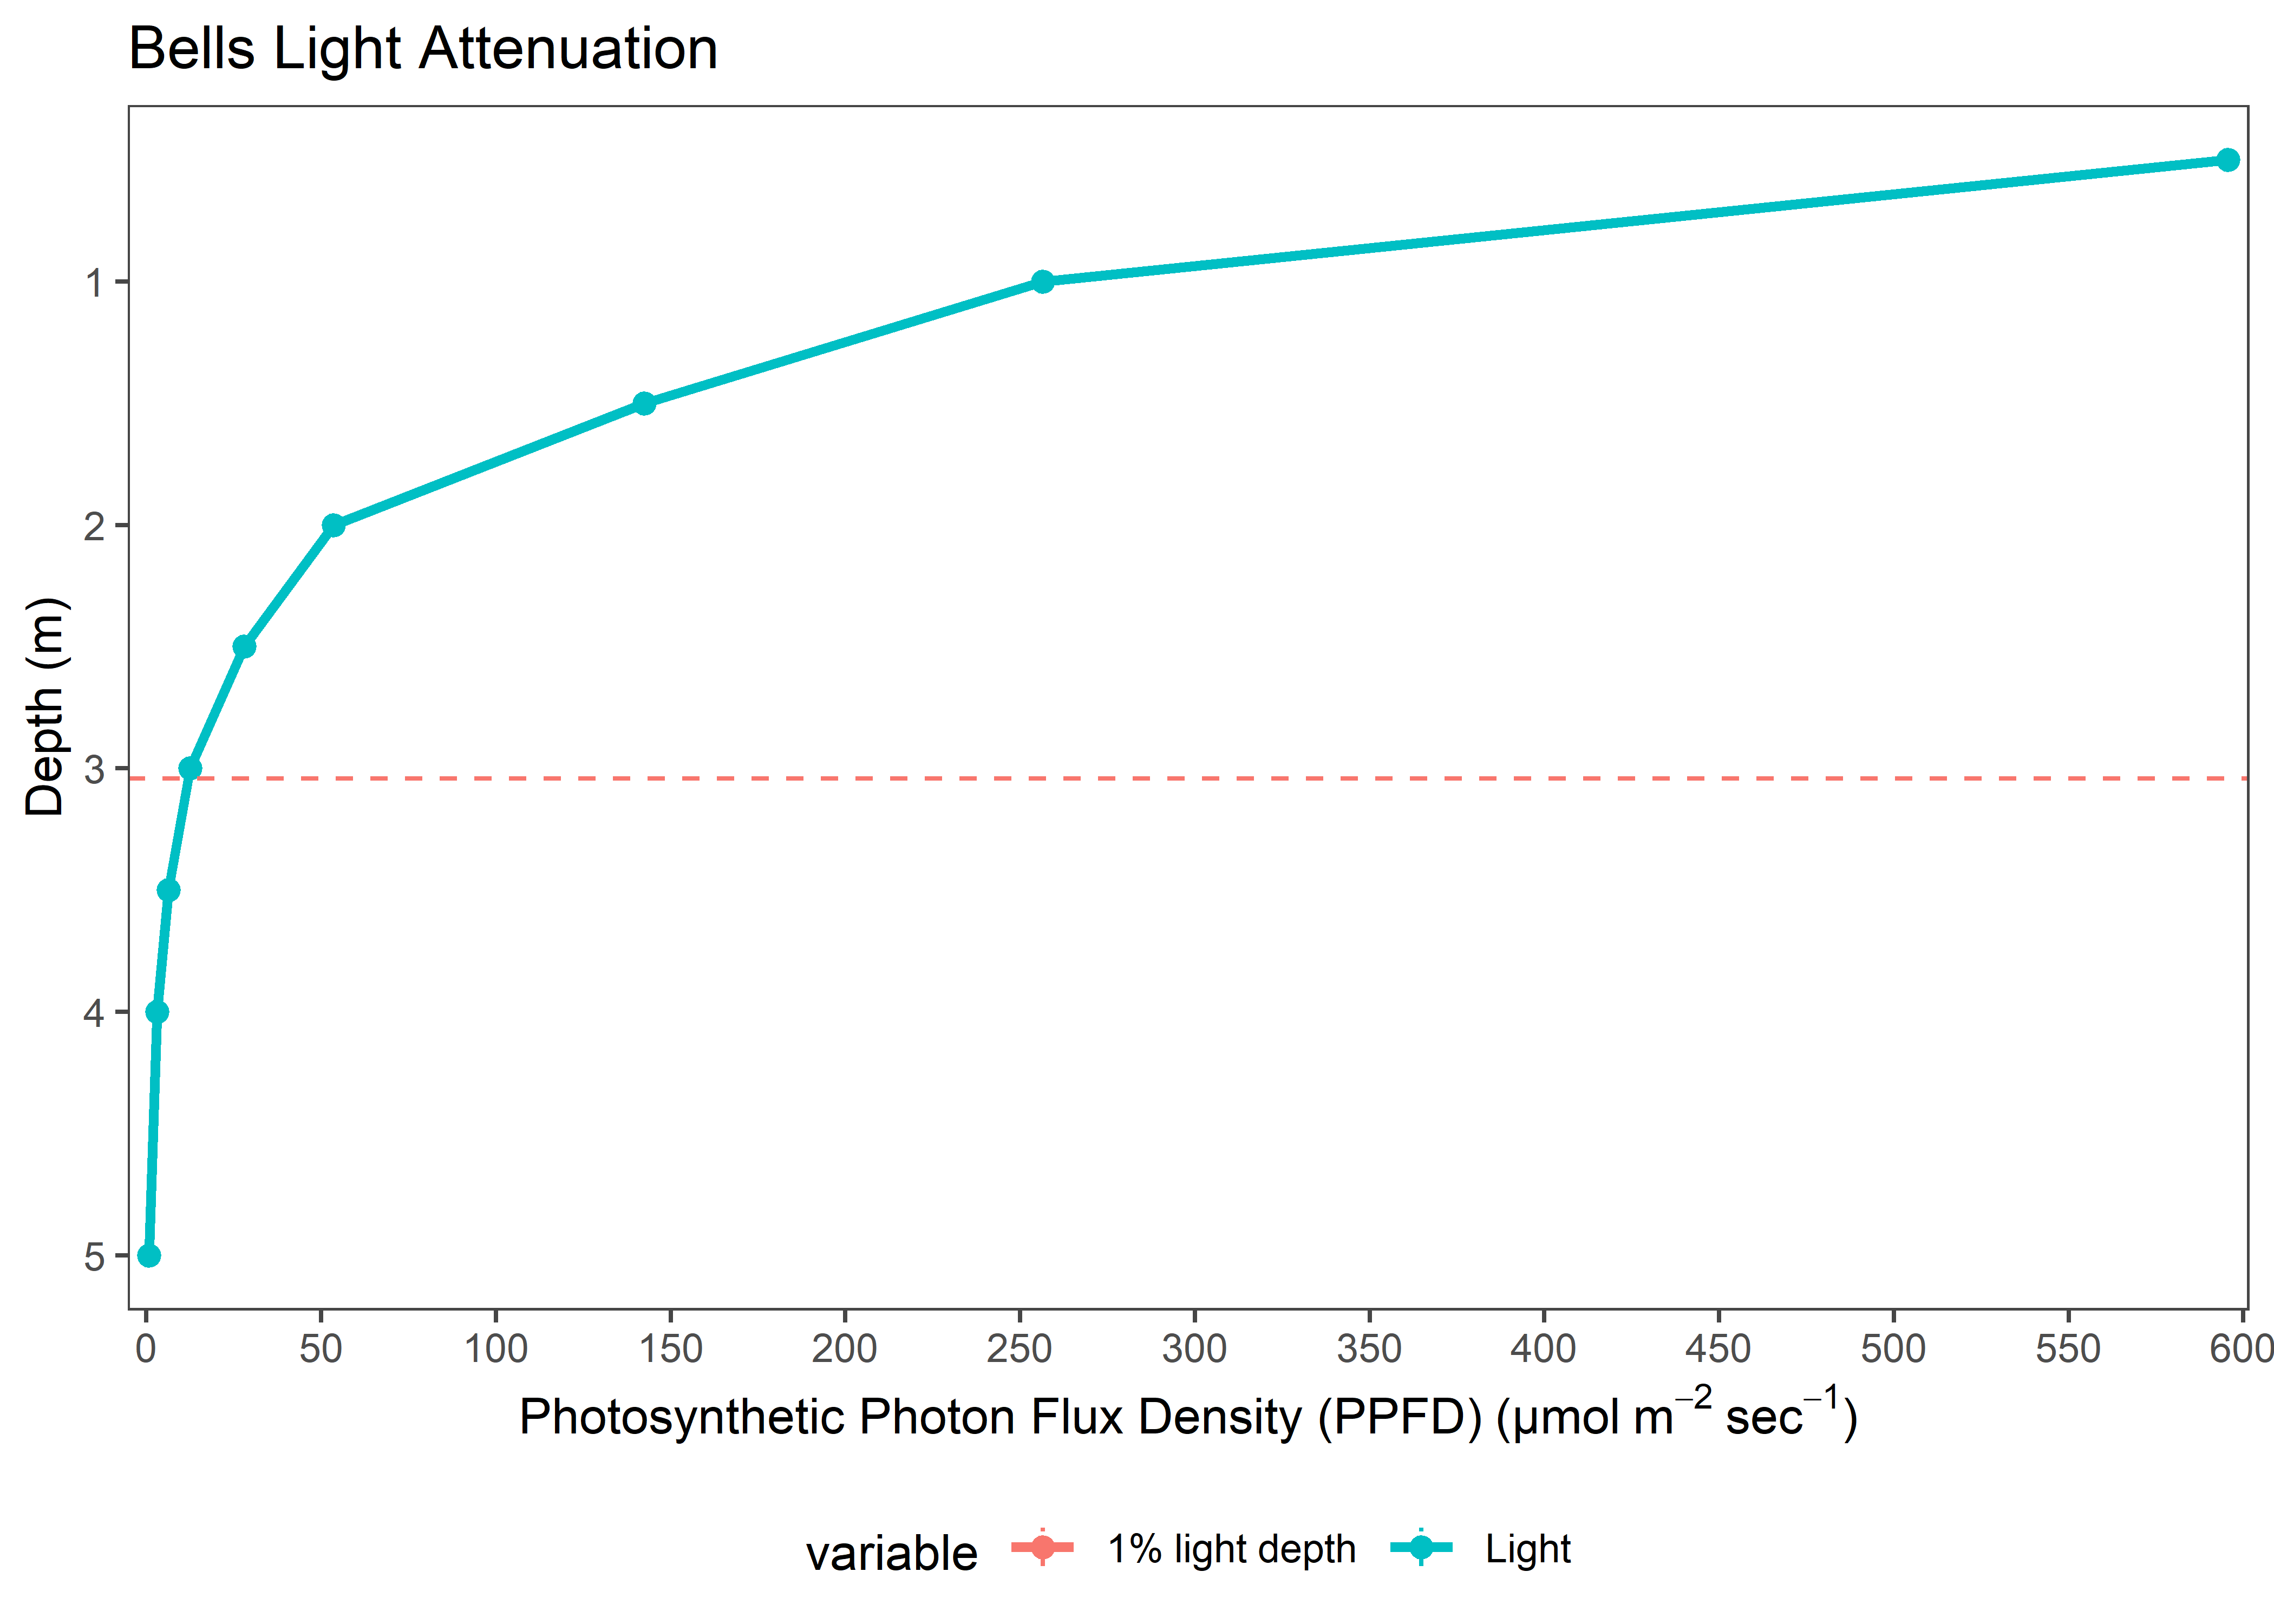 Bells Light Attenuation
1
2
3
4
5
Depth (m)
0 50 100 150 200 250 300 350 400 450 500 550 600
Photosynthetic Photon Flux Density (PPFD) (µmol m⁻² sec⁻¹)
variable 1% light depth Light